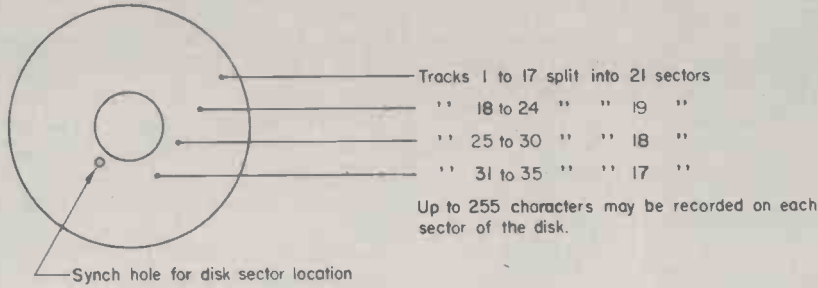 Tracks 1 to 17 split into 21 sectors
'' 18 to 24 '' '' 19 ''
'' 25 to 30 '' '' 18 ''
'' 31 to 35 '' '' 17 ''
Up to 255 characters may be recorded on each
sector of the disk.
Synch hole for disk sector location